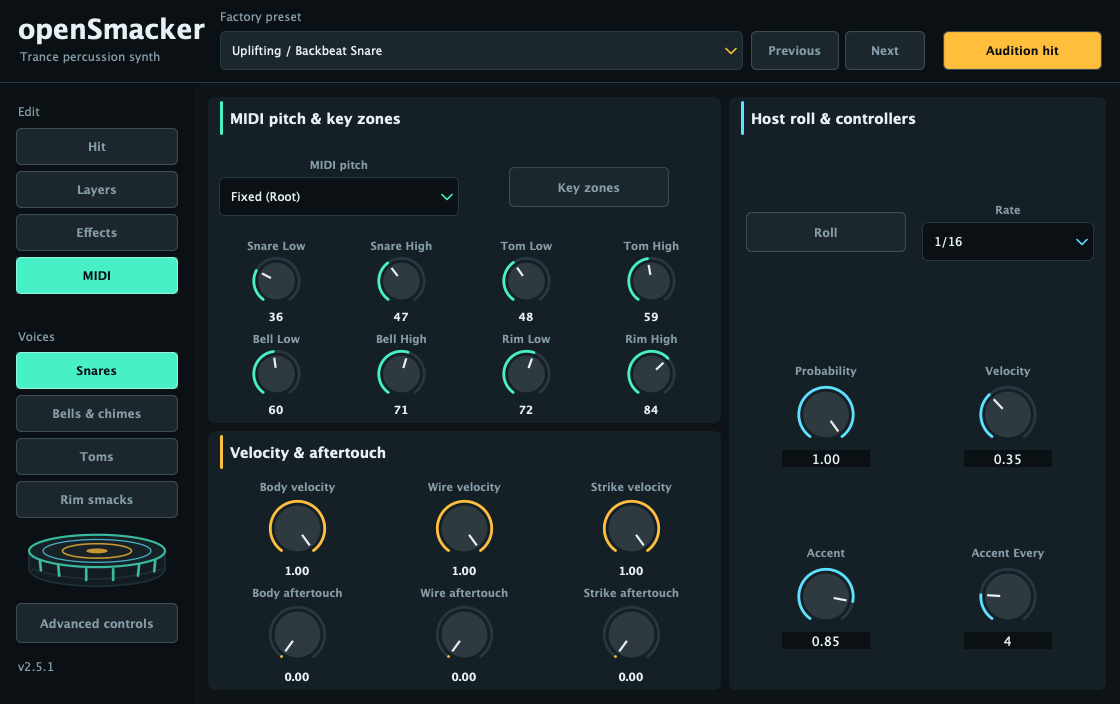 openSmacker
Trance percussion synth
Factory preset
Uplifting / Backbeat Snare
Previous
Next
Audition hit
Edit
Hit
Layers
Effects
MIDI
Voices
Snares
Bells & chimes
Toms
Rim smacks
Advanced controls
v2.5.1
MIDI pitch & key zones
MIDI pitch
Fixed (Root)
Key zones
Snare Low Snare High Tom Low Tom High
36 47 48 59
Bell Low Bell High Rim Low Rim High
60 71 72 84
Velocity & aftertouch
Body velocity Wire velocity Strike velocity
1.00 1.00 1.00
Body aftertouch Wire aftertouch Strike aftertouch
0.00 0.00 0.00
Host roll & controllers
Roll
Rate
1/16
Probability Velocity
1.00 0.35
Accent Accent Every
0.85 4